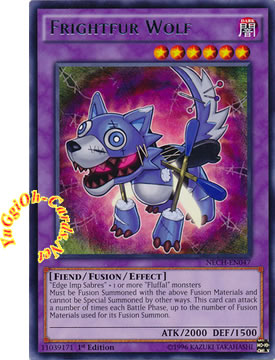 FRIGHTFUR WOLF
DARK
NECH-EN047
[FIEND/FUSION/EFFECT]
"Edge Imp Sabres" + 1 or more "Fluffal" monsters
Must be Fusion Summoned with the above Fusion Materials and
cannot be Special Summoned by other ways. This card can attack
a number of times each Battle Phase, up to the number of Fusion
Materials used for its Fusion Summon.
ATK/2000 DEF/1500
11039171 1st Edition
©1996 KAZUKI TAKAHASHI
YuGgiOh-Cards.Net